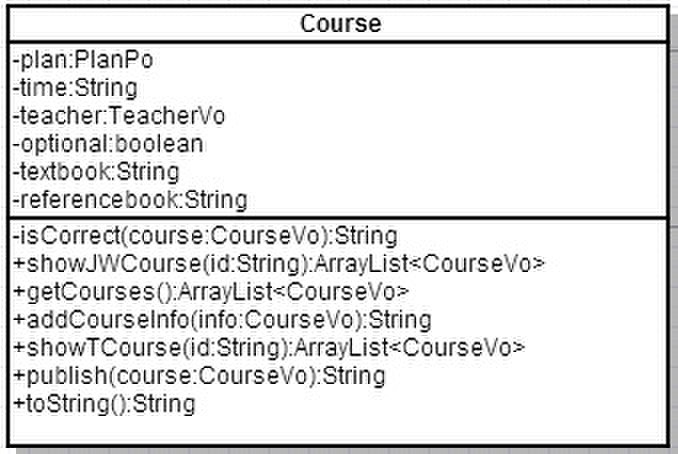 Course
-plan:PlanPo
-time:String
-teacher:TeacherVo
-optional:boolean
-textbook:String
-referencebook:String
-isCorrect(course:CourseVo):String
+showJWCourse(id:String):ArrayList<CourseVo>
+getCourses():ArrayList<CourseVo>
+addCourseInfo(info:CourseVo):String
+showTCourse(id:String):ArrayList<CourseVo>
+publish(course:CourseVo):String
+toString():String